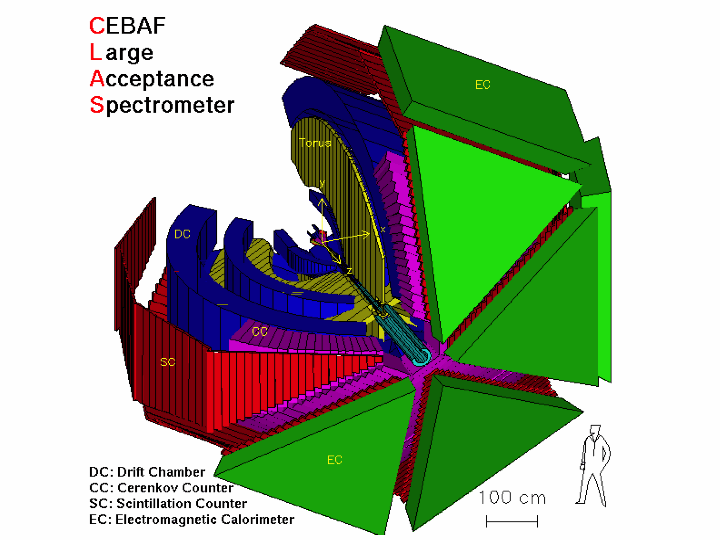 CEBAF
Large
Acceptance
Spectrometer
EC
Torus
y
x
z
DC
CC
SC
EC
DC: Drift Chamber
CC: Cerenkov Counter
SC: Scintillation Counter
EC: Electromagnetic Calorimeter
100 cm